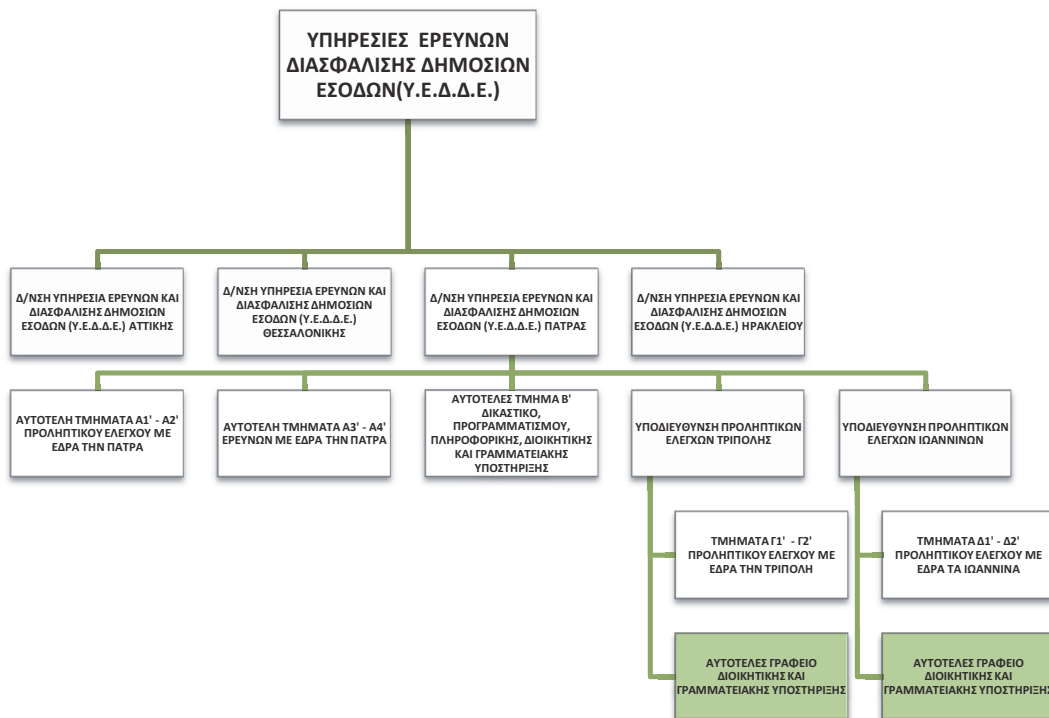 ΥΠΗΡΕΣΙΕΣ ΕΡΕΥΝΩΝ
ΔΙΑΣΦΑΛΙΣΗΣ ΔΗΜΟΣΙΩΝ
ΕΣΟΔΩΝ(Υ.Ε.Δ.Δ.Ε.)
Δ/ΝΣΗ ΥΠΗΡΕΣΙΑ ΕΡΕΥΝΩΝ ΚΑΙ
ΔΙΑΣΦΑΛΙΣΗΣ ΔΗΜΟΣΙΩΝ
ΕΣΟΔΩΝ (Υ.Ε.Δ.Δ.Ε.) ΑΤΤΙΚΗΣ
Δ/ΝΣΗ ΥΠΗΡΕΣΙΑ ΕΡΕΥΝΩΝ ΚΑΙ
ΔΙΑΣΦΑΛΙΣΗΣ ΔΗΜΟΣΙΩΝ
ΕΣΟΔΩΝ (Υ.Ε.Δ.Δ.Ε.)
ΘΕΣΣΑΛΟΝΙΚΗΣ
Δ/ΝΣΗ ΥΠΗΡΕΣΙΑ ΕΡΕΥΝΩΝ ΚΑΙ
ΔΙΑΣΦΑΛΙΣΗΣ ΔΗΜΟΣΙΩΝ
ΕΣΟΔΩΝ (Υ.Ε.Δ.Δ.Ε.) ΠΑΤΡΑΣ
Δ/ΝΣΗ ΥΠΗΡΕΣΙΑ ΕΡΕΥΝΩΝ ΚΑΙ
ΔΙΑΣΦΑΛΙΣΗΣ ΔΗΜΟΣΙΩΝ
ΕΣΟΔΩΝ (Υ.Ε.Δ.Δ.Ε.) ΗΡΑΚΛΕΙΟΥ
ΑΥΤΟΤΕΛΗ ΤΜΗΜΑΤΑ Α1' - Α2'
ΠΡΟΛΗΠΤΙΚΟΥ ΕΛΕΓΧΟΥ ΜΕ
ΕΔΡΑ ΤΗΝ ΠΑΤΡΑ
ΑΥΤΟΤΕΛΗ ΤΜΗΜΑΤΑ Α3' - Α4'
ΕΡΕΥΝΩΝ ΜΕ ΕΔΡΑ ΤΗΝ ΠΑΤΡΑ
ΑΥΤΟΤΕΛΕΣ ΤΜΗΜΑ Β'
ΔΙΚΑΣΤΙΚΟ,
ΠΡΟΓΡΑΜΜΑΤΙΣΜΟΥ,
ΠΛΗΡΟΦΟΡΙΚΗΣ, ΔΙΟΙΚΗΤΙΚΗΣ
ΚΑΙ ΓΡΑΜΜΑΤΕΙΑΚΗΣ
ΥΠΟΣΤΗΡΙΞΗΣ
ΥΠΟΔΙΕΥΘΥΝΣΗ ΠΡΟΛΗΠΤΙΚΩΝ
ΕΛΕΓΧΩΝ ΤΡΙΠΟΛΗΣ
ΥΠΟΔΙΕΥΘΥΝΣΗ ΠΡΟΛΗΠΤΙΚΩΝ
ΕΛΕΓΧΩΝ ΙΩΑΝΝΙΝΩΝ
ΤΜΗΜΑΤΑ Γ1' - Γ2'
ΠΡΟΛΗΠΤΙΚΟΥ ΕΛΕΓΧΟΥ ΜΕ
ΕΔΡΑ ΤΗΝ ΤΡΙΠΟΛΗ
ΤΜΗΜΑΤΑ Δ1' - Δ2'
ΠΡΟΛΗΠΤΙΚΟΥ ΕΛΕΓΧΟΥ ΜΕ
ΕΔΡΑ ΤΑ ΙΩΑΝΝΙΝΑ
ΑΥΤΟΤΕΛΕΣ ΓΡΑΦΕΙΟ
ΔΙΟΙΚΗΤΙΚΗΣ ΚΑΙ
ΓΡΑΜΜΑΤΕΙΑΚΗΣ ΥΠΟΣΤΗΡΙΞΗΣ
ΑΥΤΟΤΕΛΕΣ ΓΡΑΦΕΙΟ
ΔΙΟΙΚΗΤΙΚΗΣ ΚΑΙ
ΓΡΑΜΜΑΤΕΙΑΚΗΣ ΥΠΟΣΤΗΡΙΞΗΣ